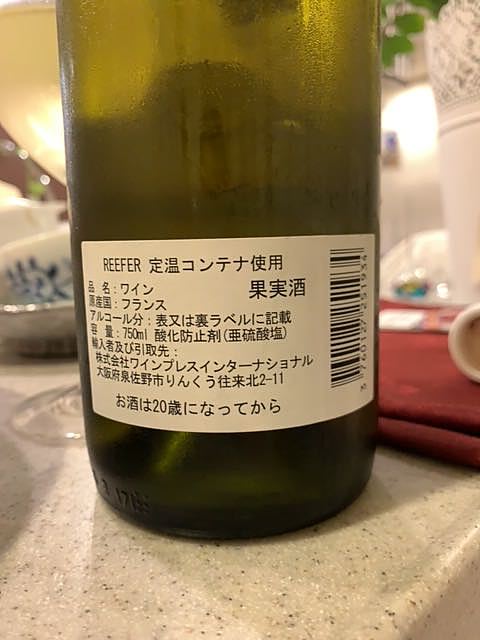 REEFER 定温コンテナ使用
品 名：ワイン 果実酒
原産国：フランス
アルコール分：表又は裏ラベルに記載
容 量：750ml 酸化防止剤(亜硫酸塩)
輸入者及び引取先：
株式会社ワインプレスインターナショナル
大阪府泉佐野市りんくう往来北2-11
お酒は20歳になってから
3760127251934